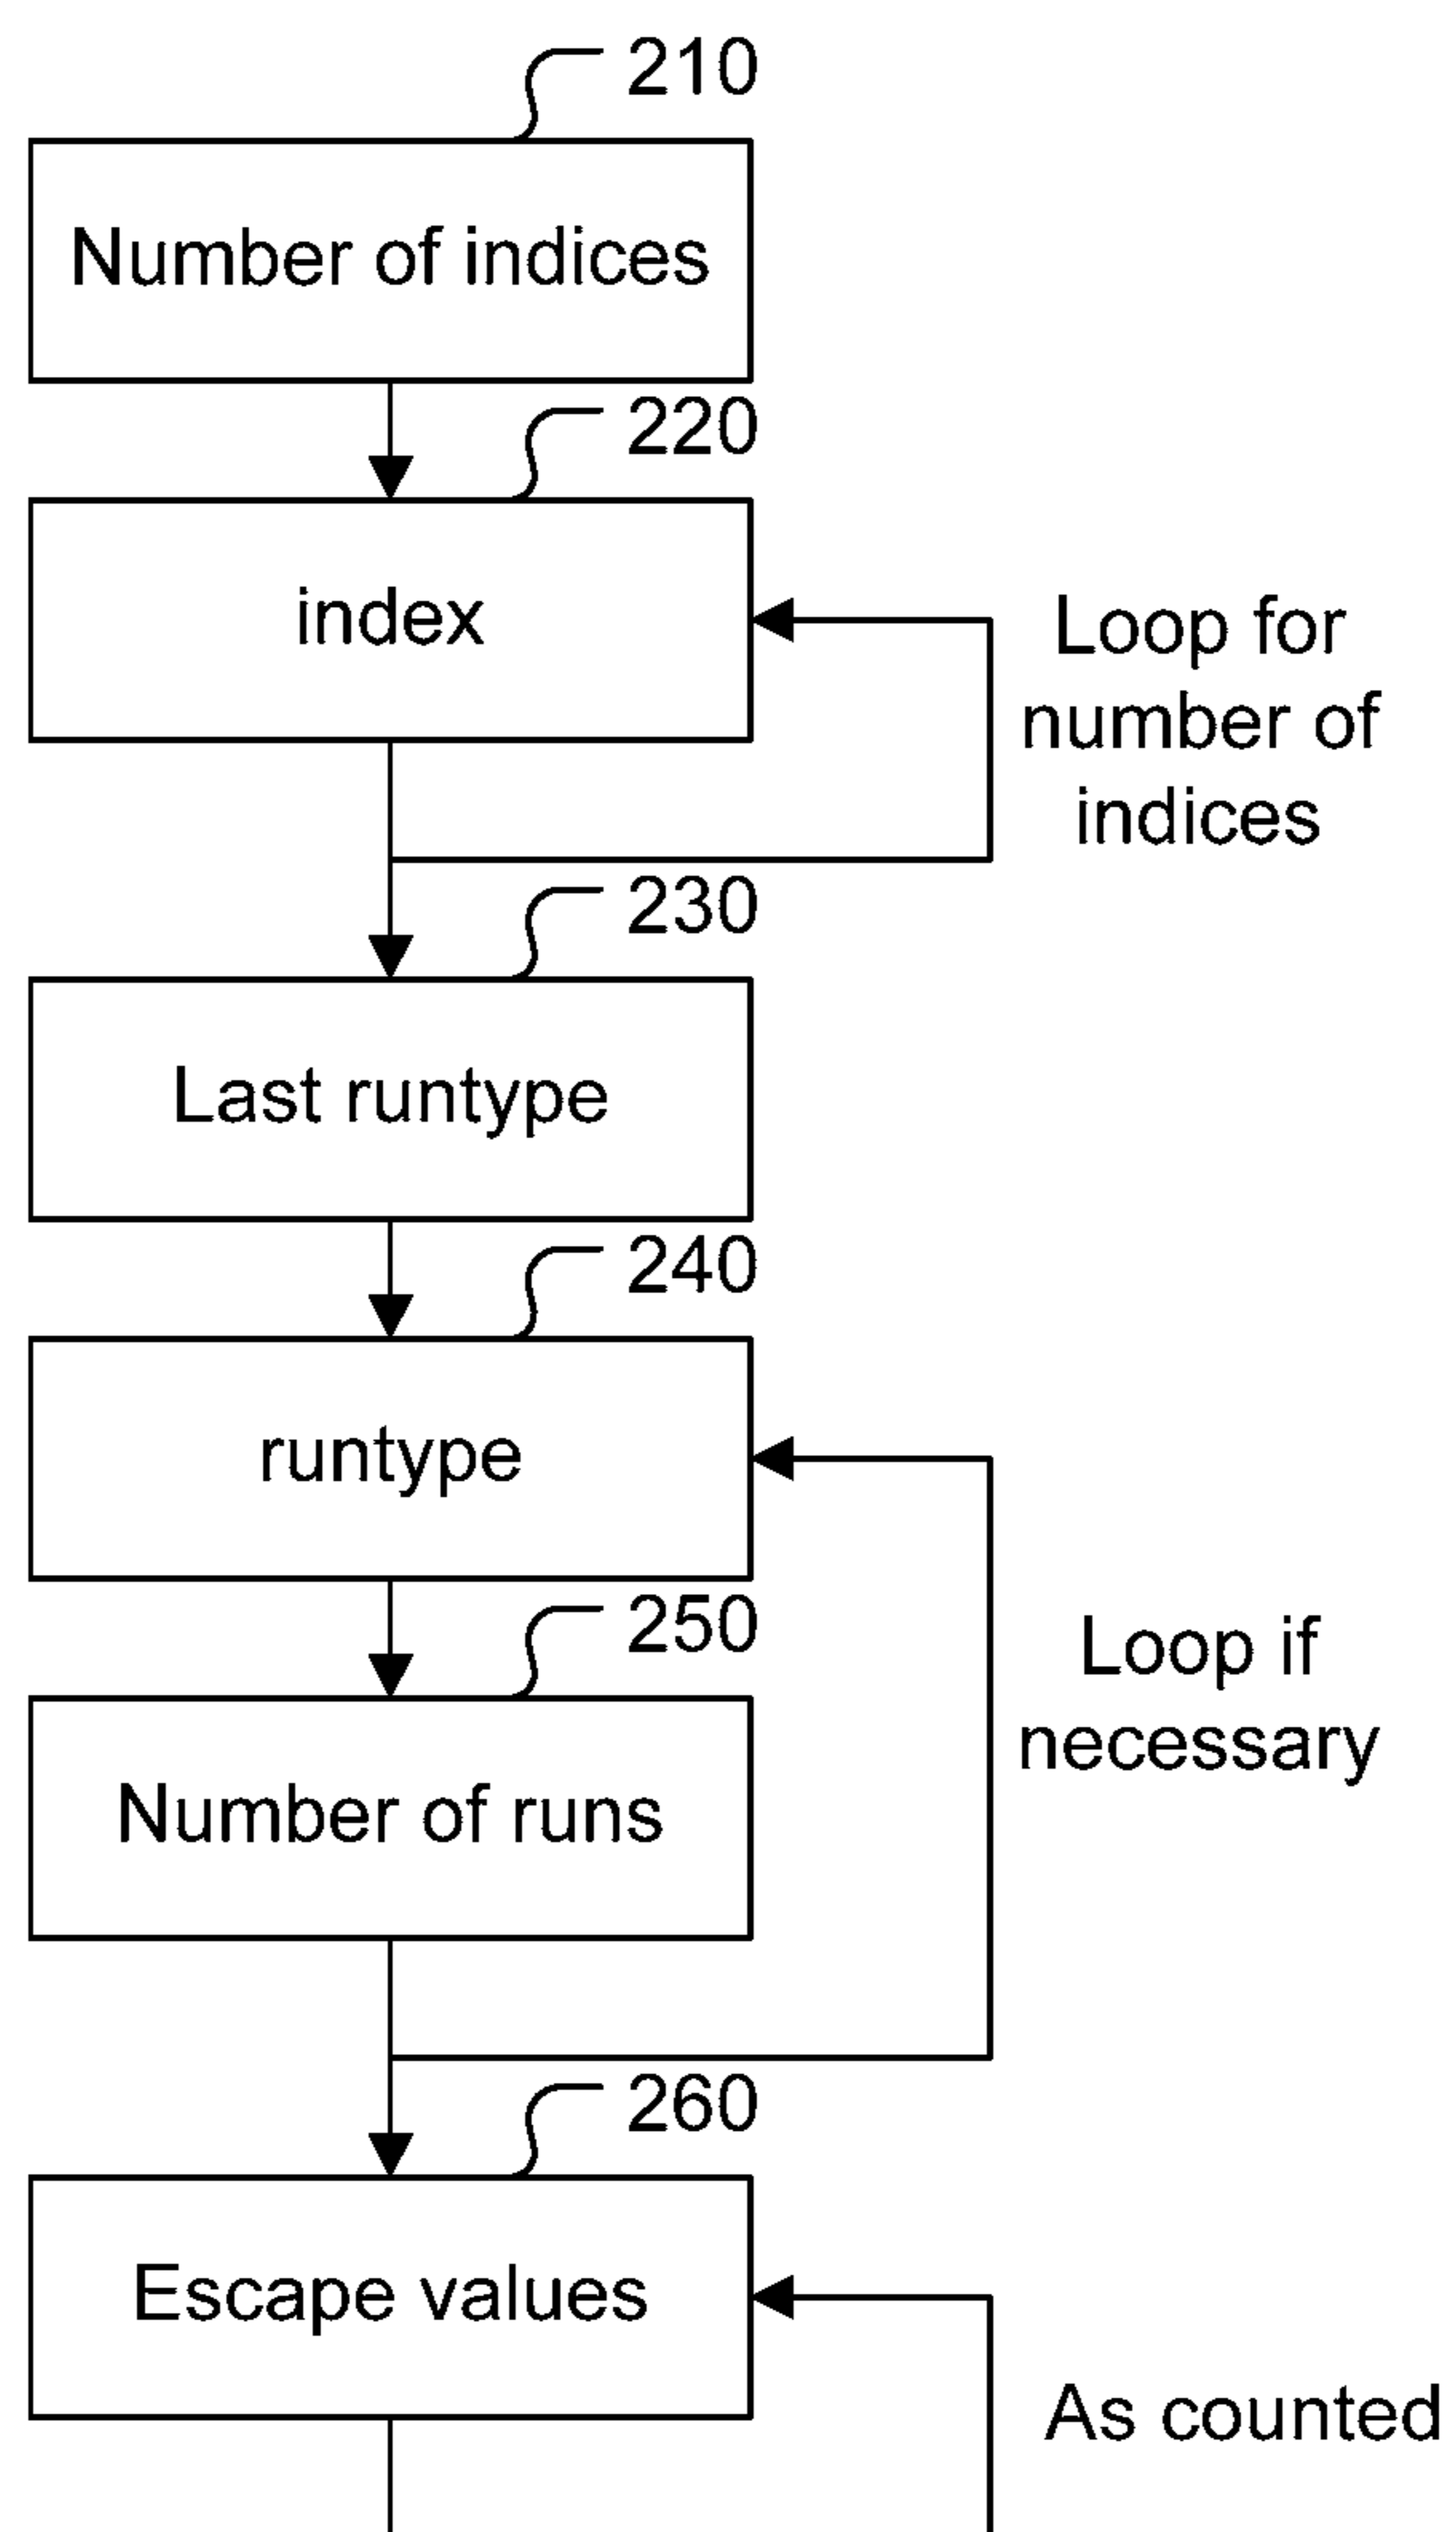 210
Number of indices
220
index
Loop for
number of
indices
230
Last runtype
240
runtype
250
Loop if
necessary
Number of runs
260
Escape values
As counted